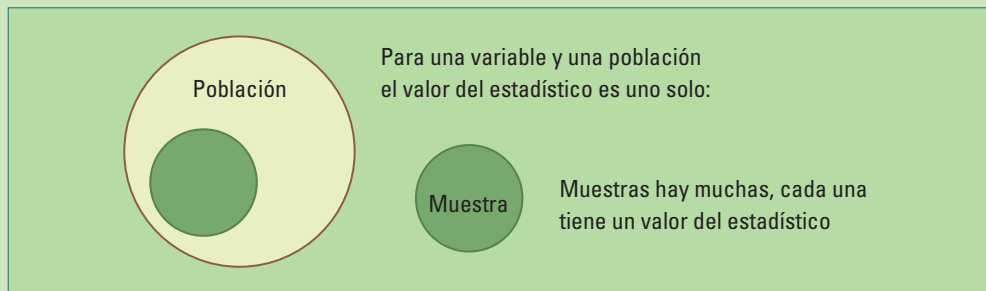 Para una variable y una población
el valor del estadístico es uno solo:
Población
Muestra
Muestras hay muchas, cada una
tiene un valor del estadístico